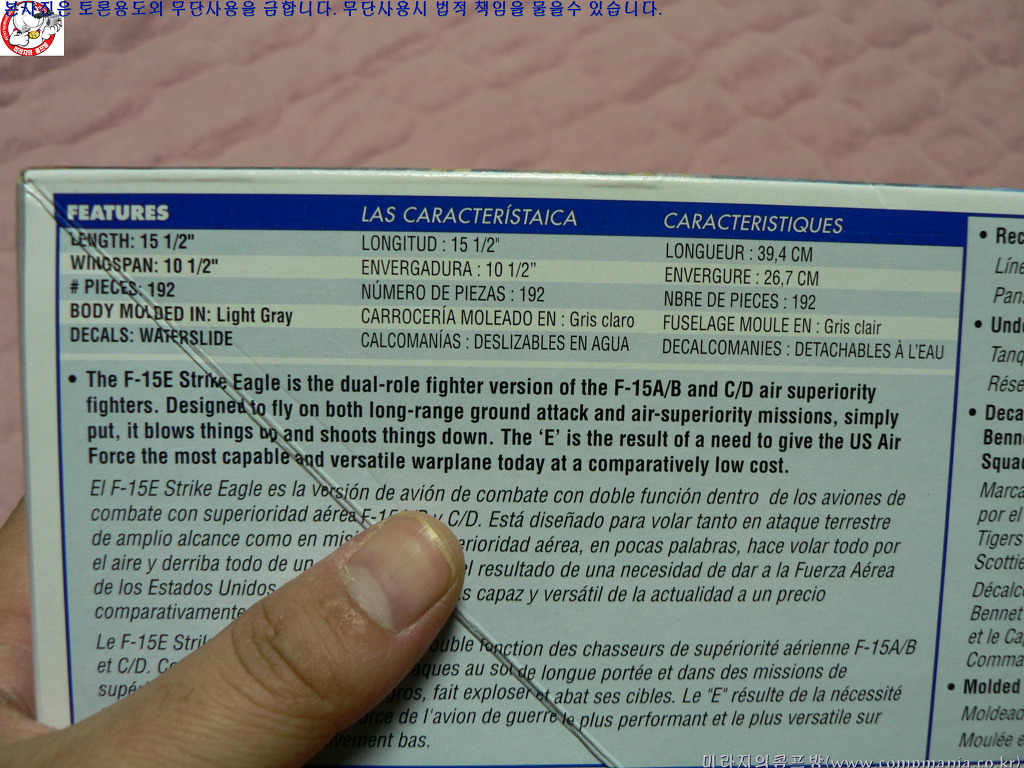 본사진은 토론용도외 무단사용을 금합니다. 무단사용시 법적 책임을 물을수 있습니다.
FEATURES
LENGTH: 15 1/2"
WINGSPAN: 10 1/2"
# PIECES: 192
BODY MOLDED IN: Light Gray
DECALS: WATERSLIDE
LAS CARACTERÍSTAICA
LONGITUD : 15 1/2"
ENVERGADURA : 10 1/2"
NÚMERO DE PIEZAS : 192
CARROCERÍA MOLEADO EN : Gris claro
CALCOMANÍAS : DESLIZABLES EN AGUA
CARACTERISTIQUES
LONGUEUR : 39,4 CM
ENVERGURE : 26,7 CM
NBRE DE PIECES : 192
FUSELAGE MOULE EN : Gris clair
DECALCOMANIES : DETACHABLES À L'EAU
• The F-15E Strike Eagle is the dual-role fighter version of the F-15A/B and C/D air superiority
fighters. Designed to fly on both long-range ground attack and air-superiority missions, simply
put, it blows things up and shoots things down. The 'E' is the result of a need to give the US Air
Force the most capable and versatile warplane today at a comparatively low cost.
El F-15E Strike Eagle es la versión de avión de combate con doble función dentro de los aviones de
combate con superioridad aérea F-15A/B y C/D. Está diseñado para volar tanto en ataque terrestre
de amplio alcance como en misi erioridad aérea, en pocas palabras, hace volar todo por
el aire y derriba todo de un el resultado de una necesidad de dar a la Fuerza Aérea
de los Estados Unidos s capaz y versátil de la actualidad a un precio
comparativamente
Le F-15E Strik ouble fonction des chasseurs de supériorité aérienne F-15A/B
et C/D. Co aques au sol de longue portée et dans des missions de
supér gros, fait exploser et abat ses cibles. Le "E" résulte de la nécessité
rce de l'avion de guerre le plus performant et le plus versatile sur
vement bas.
• Rec
Líne
Pan
• Und
Tanq
Rése
• Deca
Benn
Squa
Marca
por el
Tigers
Scottie
Décalc
Bennet
et le Ca
Comma
• Molded
Moldead
Moulée e
미라지의콤프방(www.compmania.co.kr)